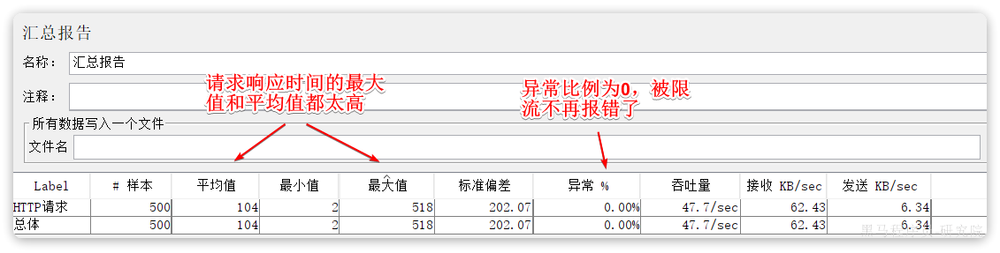 汇总报告
名称： 汇总报告
请求响应时间的最大
值和平均值都太高
异常比例为0，被限
流不再报错了
注释：
所有数据写入一个文件
文件名
Label # 样本 平均值 最小值 最大值 标准偏差 异常 % 吞吐量 接收 KB/sec 发送 KB/sec
HTTP请求 500 104 2 518 202.07 0.00% 47.7/sec 62.43 6.34
总体 500 104 2 518 202.07 0.00% 47.7/sec 62.43 6.34
黑马程序员-研究院